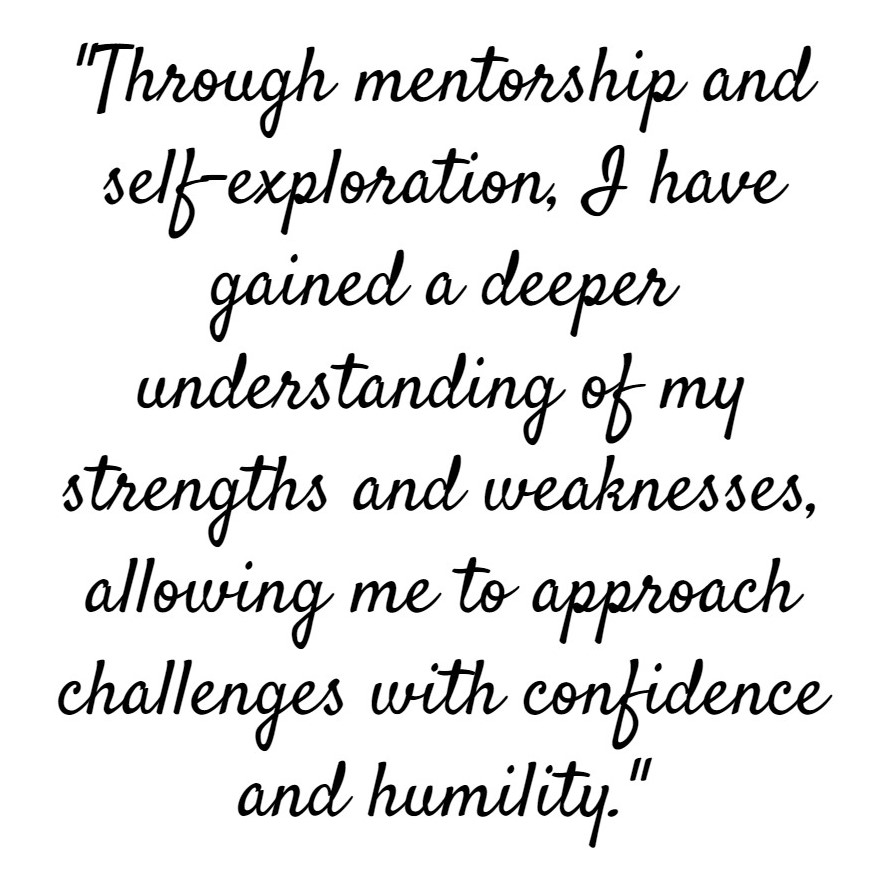 "Through mentorship and
self-exploration, I have
gained a deeper
understanding of my
strengths and weaknesses,
allowing me to approach
challenges with confidence
and humility."